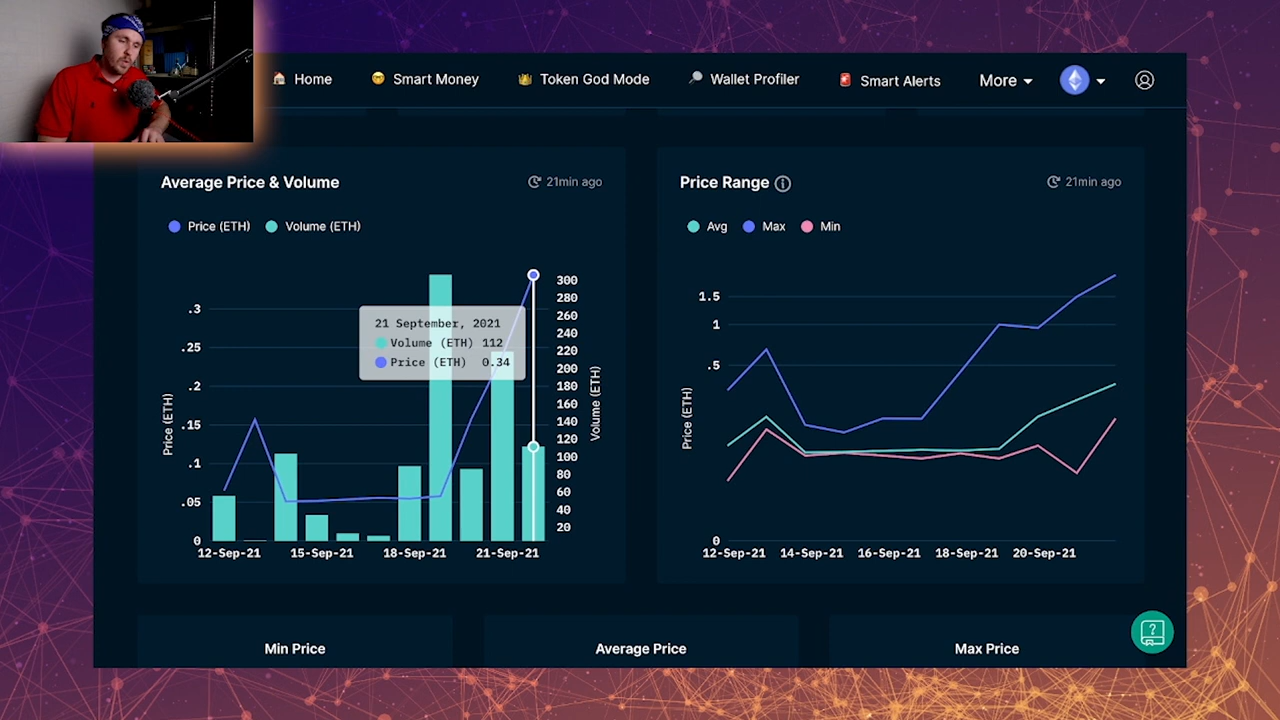 Home Smart Money Token God Mode Wallet Profiler Smart Alerts More
Average Price & Volume 21min ago
Price (ETH) Volume (ETH)
.3
.25
.2
.15
.1
.05
0
Price (ETH)
300
280
260
240
220
200
180
160
140
120
100
80
60
40
20
Volume (ETH)
21 September, 2021
Volume (ETH) 112
Price (ETH) 0.34
12-Sep-21 15-Sep-21 18-Sep-21 21-Sep-21
Price Range 21min ago
Avg Max Min
1.5
1
.5
0
Price (ETH)
12-Sep-21 14-Sep-21 16-Sep-21 18-Sep-21 20-Sep-21
Min Price Average Price Max Price
?